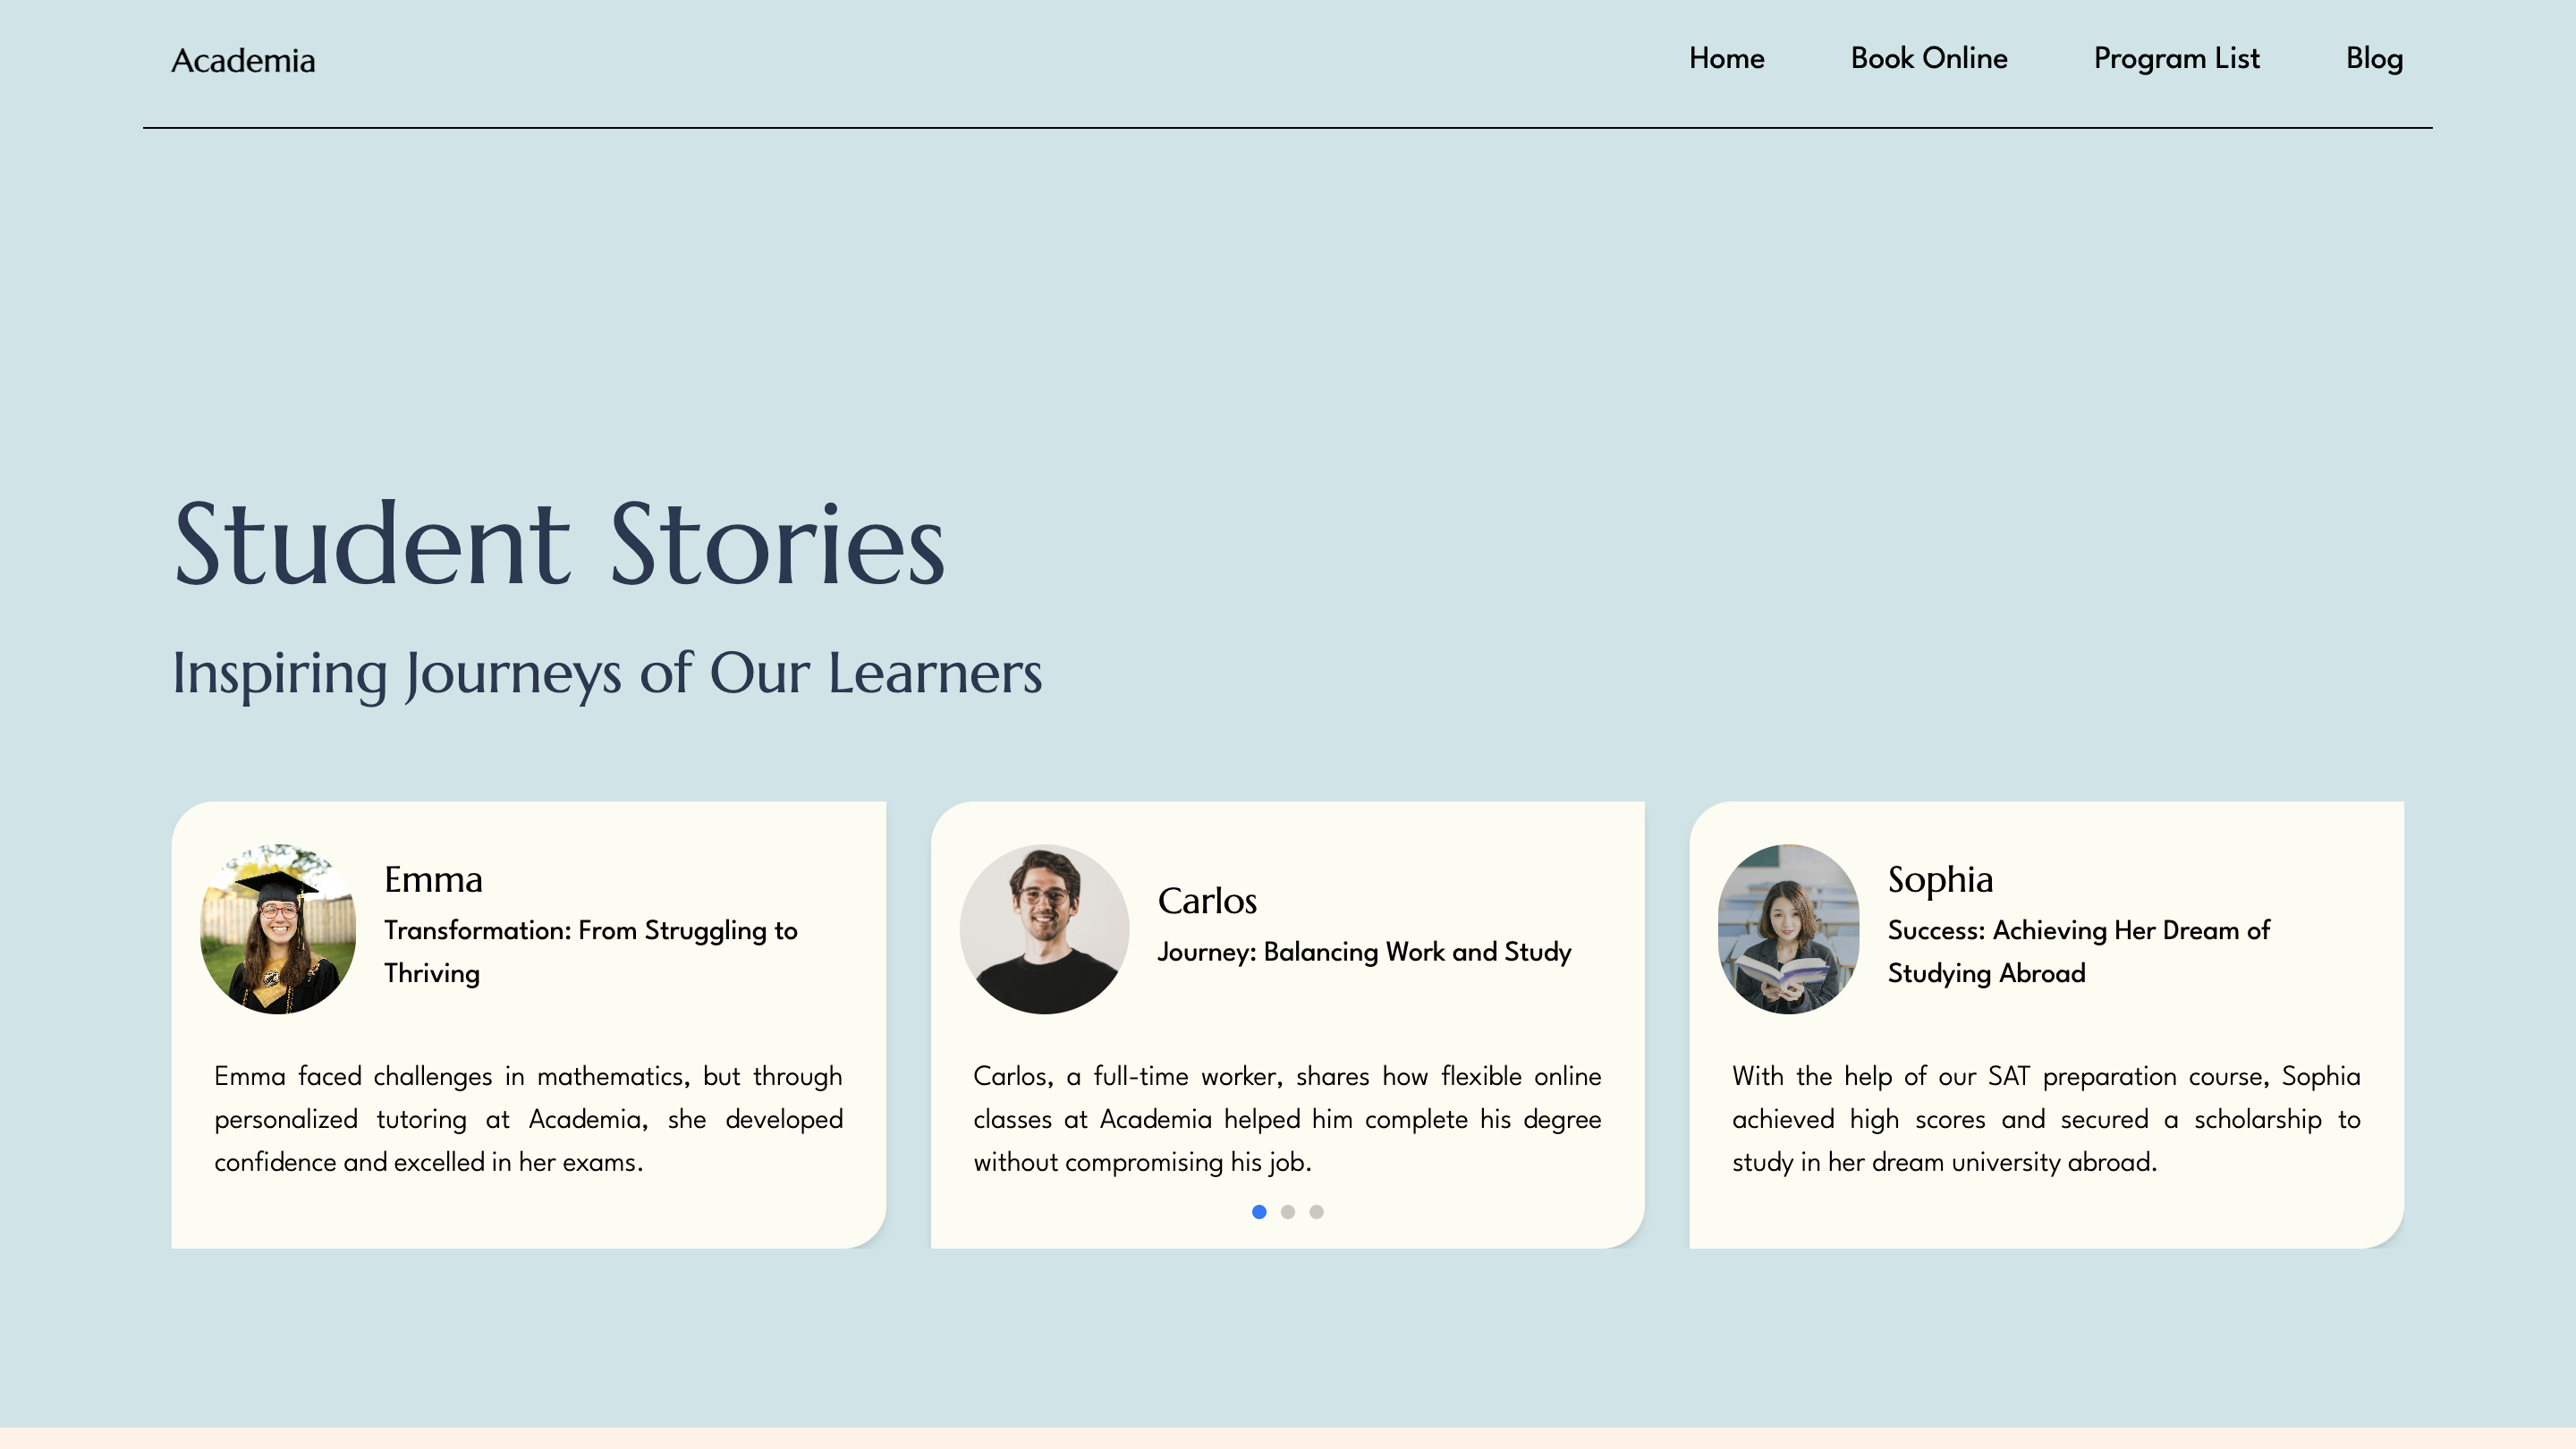 Academia
Home
Book Online
Program List
Blog
Student Stories
Inspiring Journeys of Our Learners
Emma
Transformation: From Struggling to
Thriving
Emma faced challenges in mathematics, but through
personalized tutoring at Academia, she developed
confidence and excelled in her exams.
Carlos
Journey: Balancing Work and Study
Carlos, a full-time worker, shares how flexible online
classes at Academia helped him complete his degree
without compromising his job.
Sophia
Success: Achieving Her Dream of
Studying Abroad
With the help of our SAT preparation course, Sophia
achieved high scores and secured a scholarship to
study in her dream university abroad.